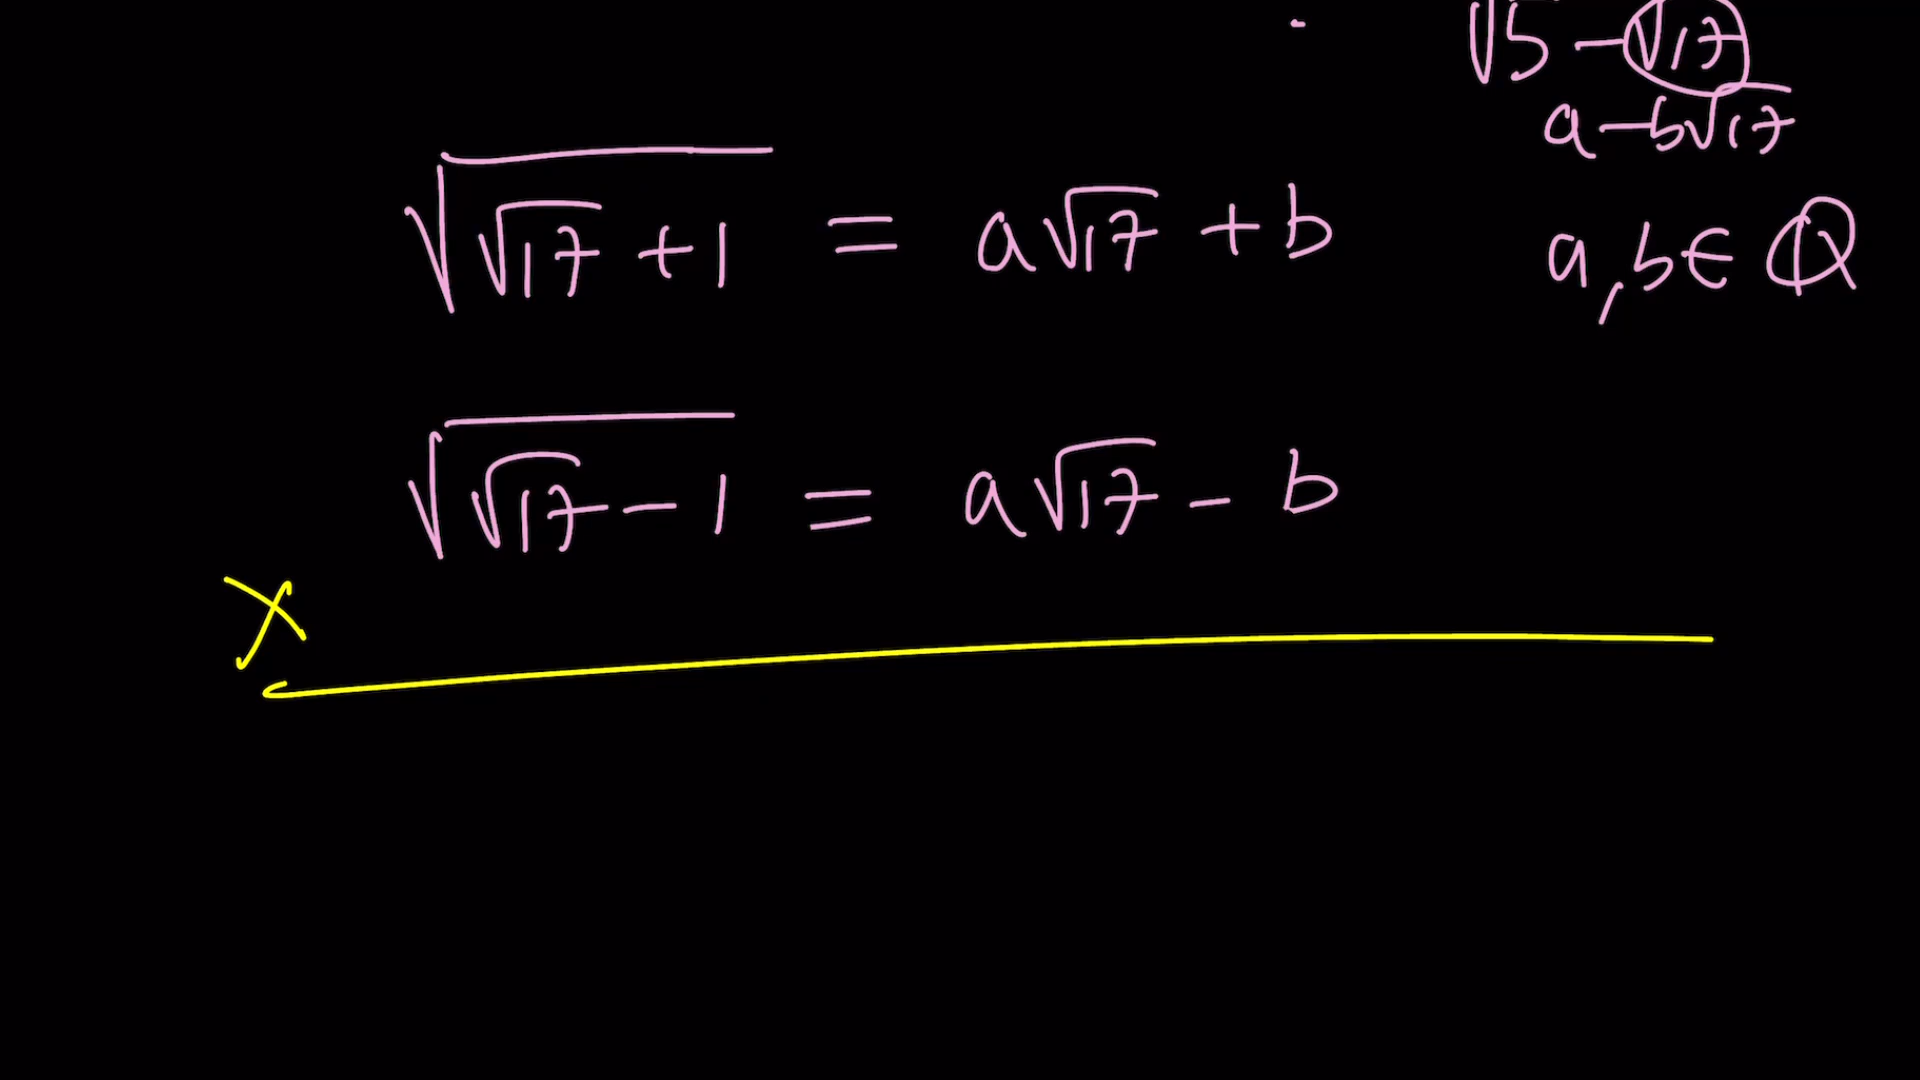 √5 − √17
a − b√17
√(√17 + 1) = a√17 + b
a, b ∈ ℚ
√(√17 − 1) = a√17 − b
×